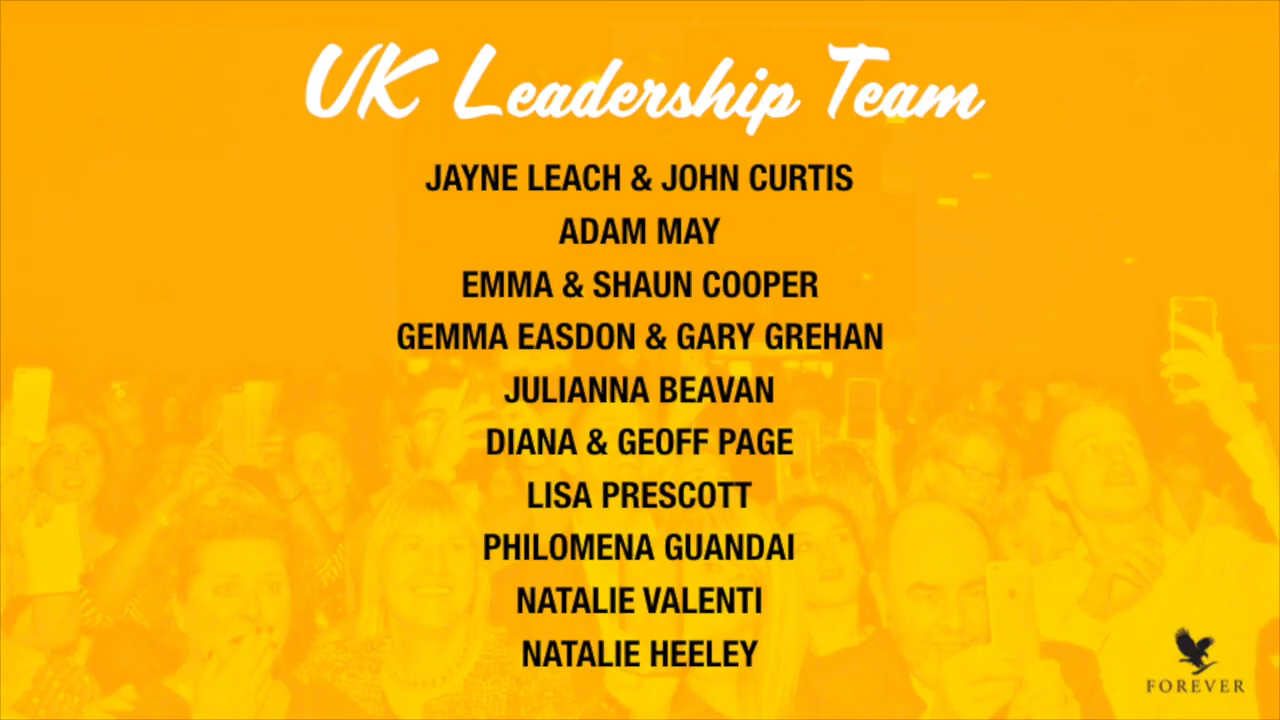 UK Leadership Team
JAYNE LEACH & JOHN CURTIS
ADAM MAY
EMMA & SHAUN COOPER
GEMMA EASDON & GARY GREHAN
JULIANNA BEAVAN
DIANA & GEOFF PAGE
LISA PRESCOTT
PHILOMENA GUANDAI
NATALIE VALENTI
NATALIE HEELEY
FOREVER